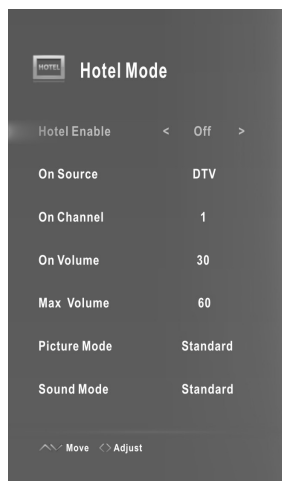 HOTEL Hotel Mode
Hotel Enable < Off >
On Source DTV
On Channel 1
On Volume 30
Max Volume 60
Picture Mode Standard
Sound Mode Standard
Move <> Adjust